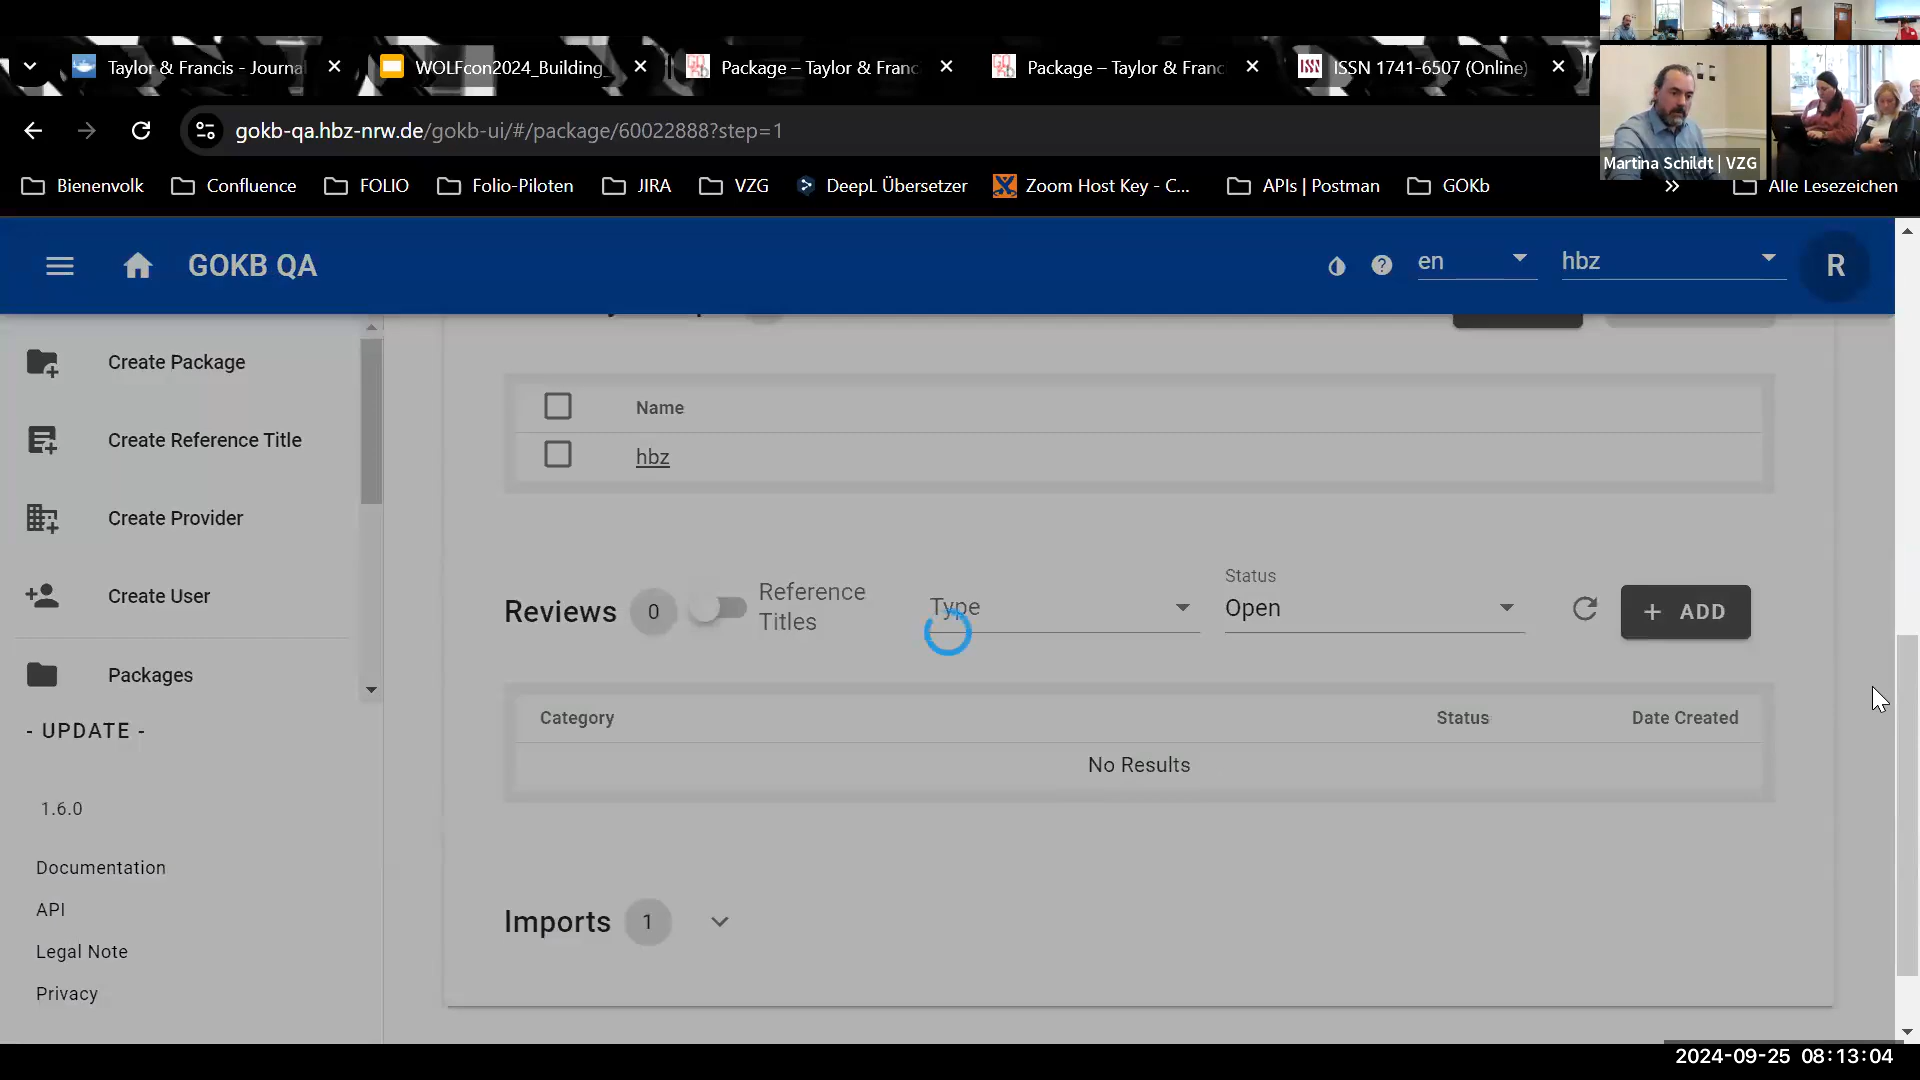 Taylor & Francis - Journa
WOLFcon2024_Building_
Package – Taylor & Franc
Package – Taylor & Franc
ISSN 1741-6507 (Online)
gokb-qa.hbz-nrw.de/gokb-ui/#/package/60022888?step=1
Bienenvolk
Confluence
FOLIO
Folio-Piloten
JIRA
VZG
DeepL Übersetzer
Zoom Host Key - C...
APIs | Postman
GOKb
Alle Lesezeichen
Martina Schildt | VZG
GOKB QA
en
hbz
R
Create Package
Create Reference Title
Create Provider
Create User
Packages
- UPDATE -
1.6.0
Documentation
API
Legal Note
Privacy
Name
hbz
Reviews 0
Reference
Titles
Type
Status
Open
+ ADD
Category Status Date Created
No Results
Imports 1
2024-09-25 08:13:04